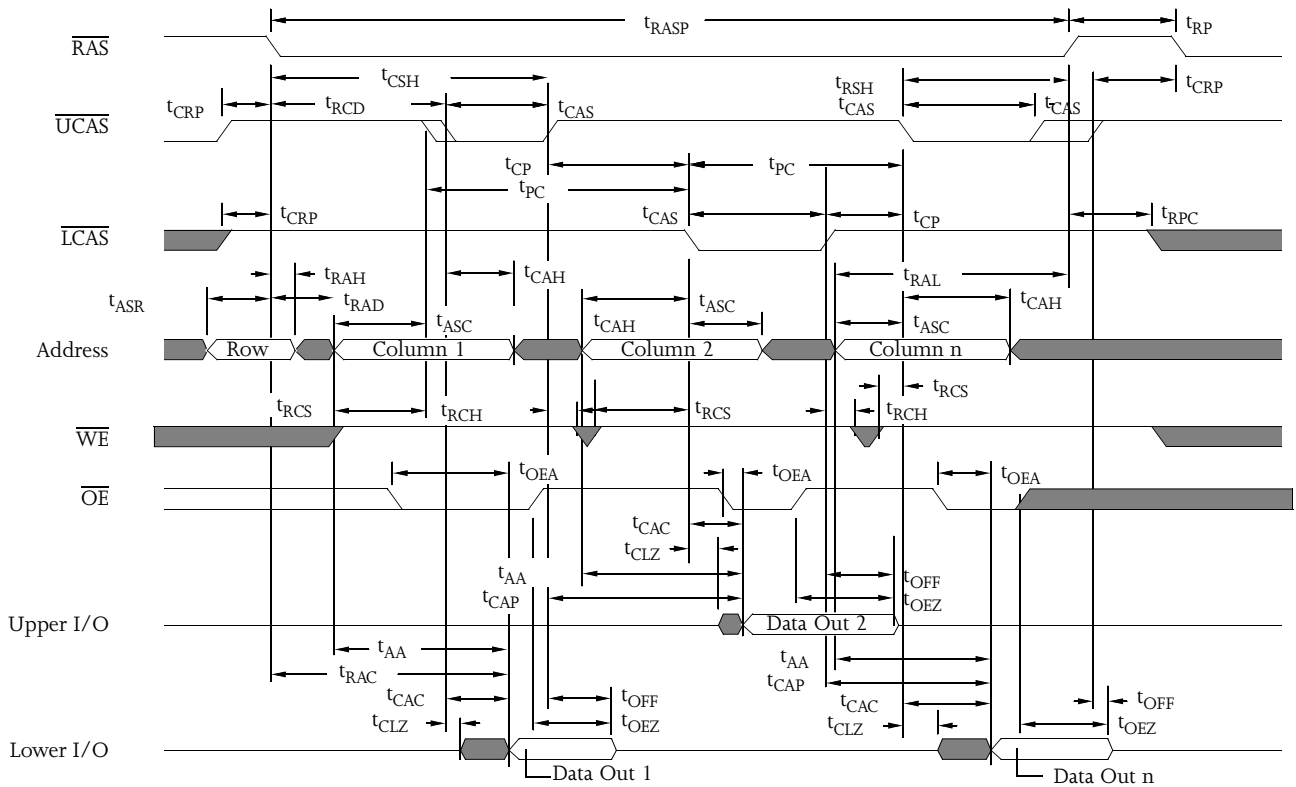 tRASP
tRP
RAS
tCSH
tRSH
tCRP
tRCD
tCAS
tCAS
tCAS
tCRP
UCAS
tCP
tPC
tPC
tCRP
tCAS
tCP
tRPC
LCAS
tRAH
tCAH
tRAL
tASR
tRAD
tASC
tCAH
tASC
tCAH
tASC
Address
Row
Column 1
Column 2
Column n
tRCS
tRCS
tRCH
tRCS
tRCH
WE
tOEA
tOEA
tOEA
OE
tCAC
tCLZ
tAA
tOFF
tCAP
tOEZ
Upper I/O
Data Out 2
tAA
tAA
tRAC
tCAP
tCAC
tOFF
tCAC
tOFF
tCLZ
tOEZ
tCLZ
tOEZ
Lower I/O
Data Out 1
Data Out n